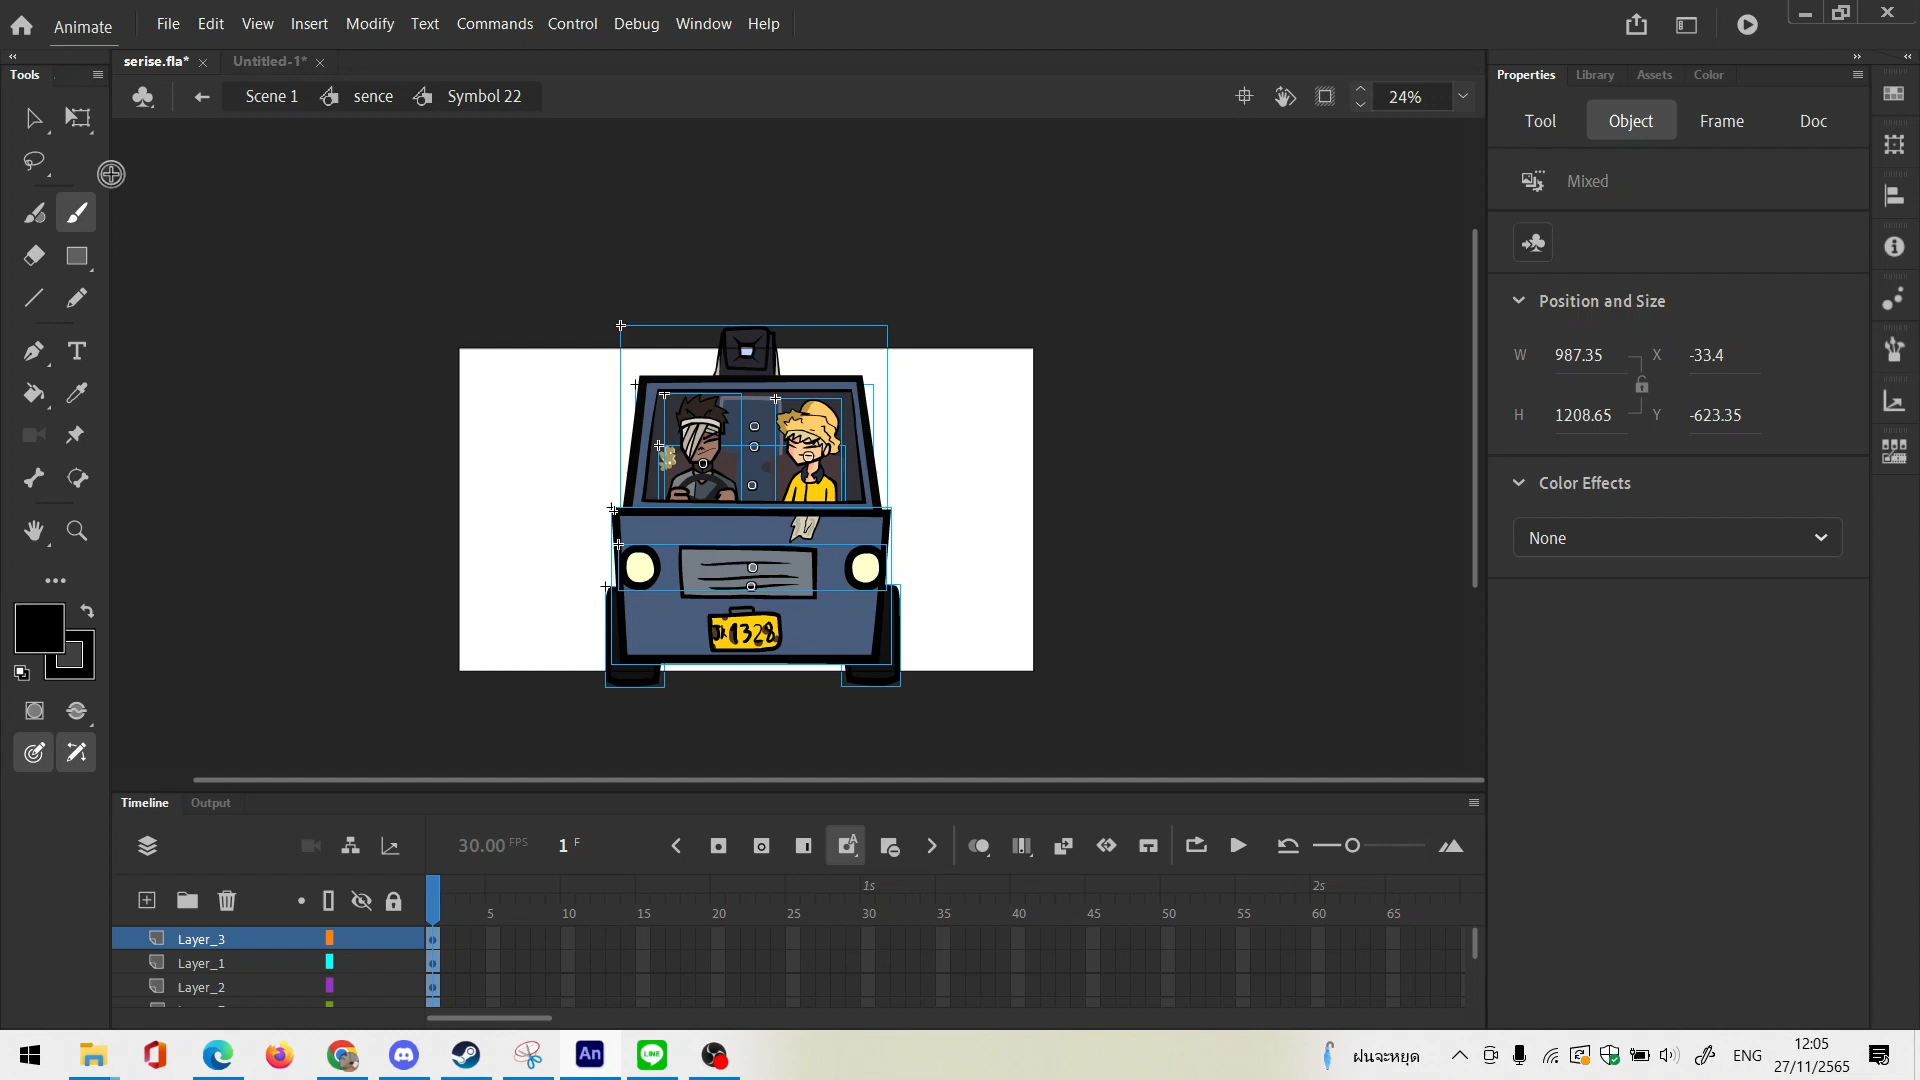 Animate File Edit View Insert Modify Text Commands Control Debug Window Help
Tools
serise.fla* Untitled-1*
Scene 1 sence Symbol 22 24%
Properties Library Assets Color
Tool Object Frame Doc
Mixed
Position and Size
W 987.35 X -33.4
H 1208.65 Y -623.35
Color Effects
None
1328
Timeline Output
30.00 FPS 1 F
1s 2s
5 10 15 20 25 30 35 40 45 50 55 60 65
Layer_3
Layer_1
Layer_2
An LINE
ฝนจะหยุด ENG
12:05
27/11/2565